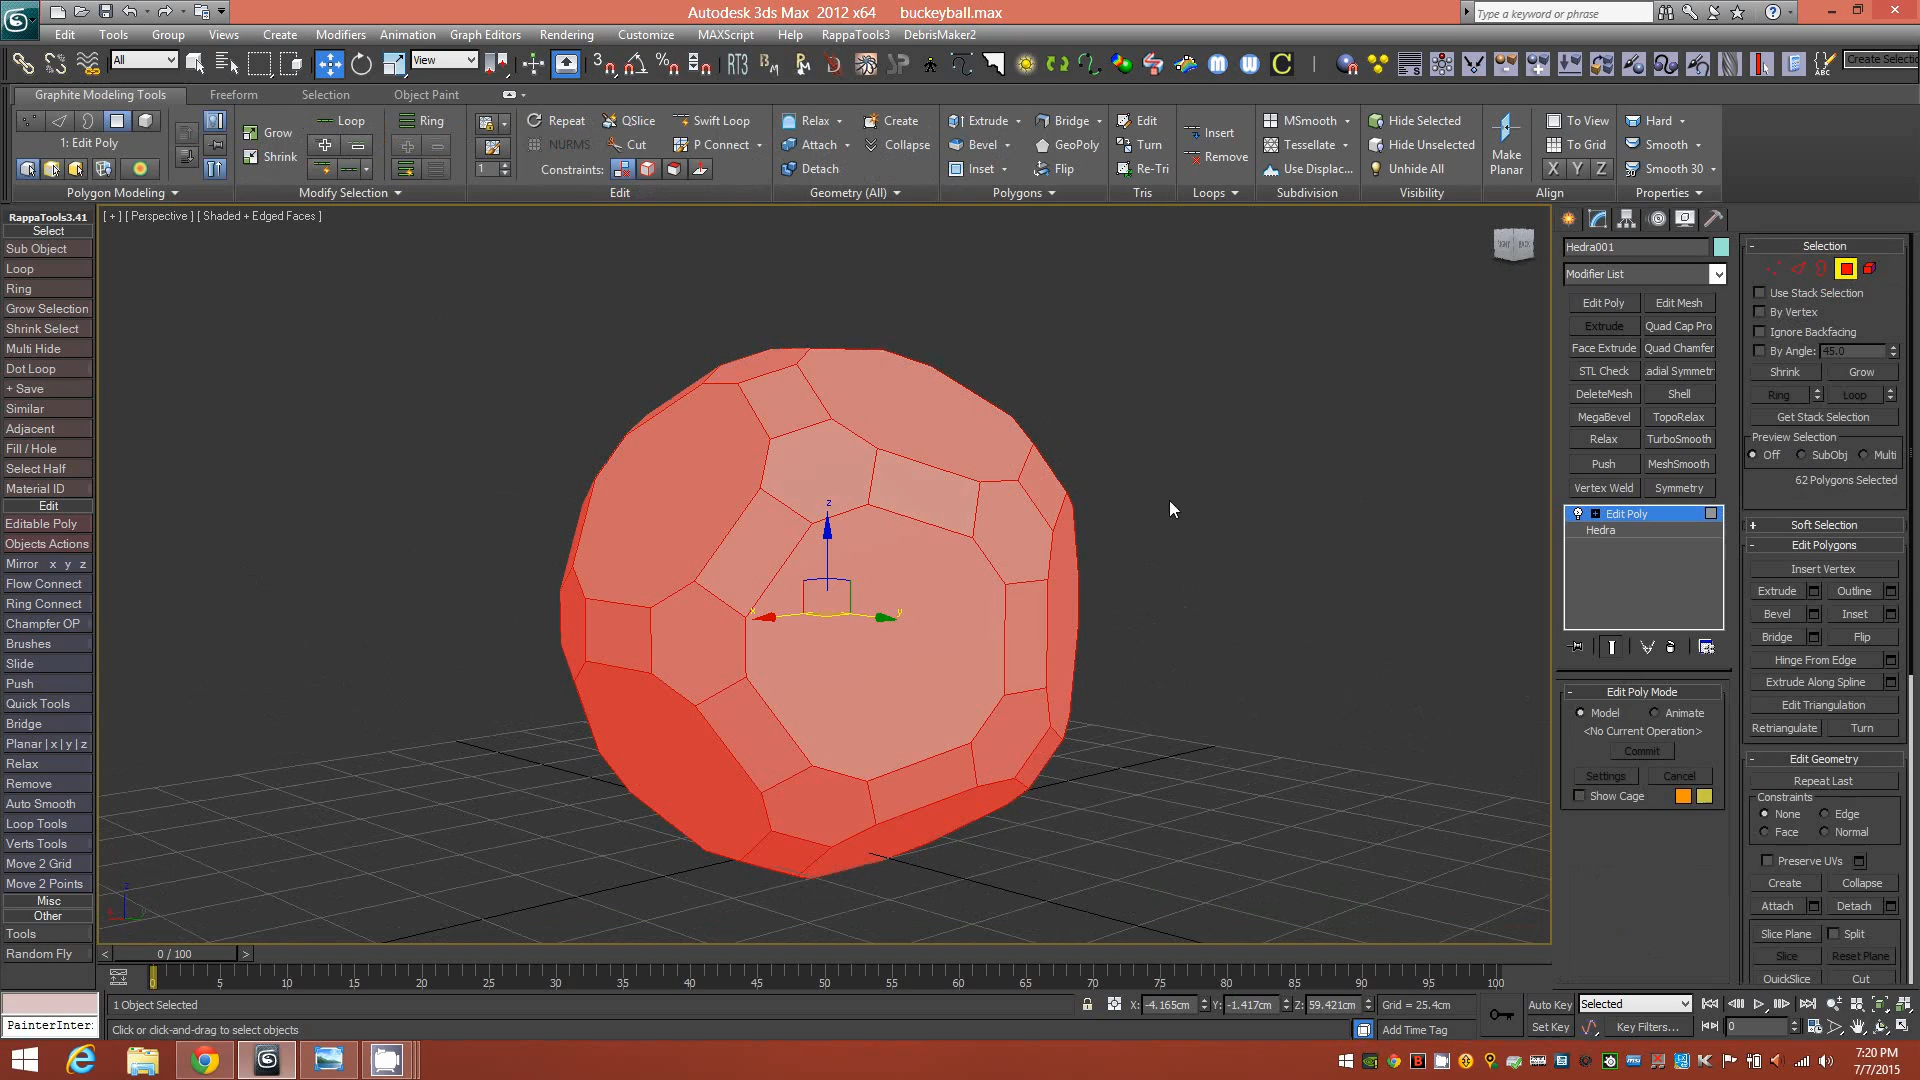 Autodesk 3ds Max 2012 x64 buckeyball.max
Type a keyword or phrase
Edit Tools Group Views Create Modifiers Animation Graph Editors Rendering Customize MAXScript Help RappaTools3 DebrisMaker2
All View RT3 Create Selectio
Graphite Modeling Tools Freeform Selection Object Paint
Loop Ring Repeat QSlice Swift Loop Relax Create Extrude Bridge Edit MSmooth Hide Selected To View Hard
1: Edit Poly Grow NURMS Cut P Connect Attach Collapse Bevel GeoPoly Turn Insert Tessellate Hide Unselected Make Planar To Grid Smooth
Shrink Constraints: 1 Detach Inset Flip Re-Tri Remove Use Displac... Unhide All X Y Z Smooth 30
Polygon Modeling Modify Selection Edit Geometry (All) Polygons Tris Loops Subdivision Visibility Align Properties
RappaTools3.41
Select
Sub Object
Loop
Ring
Grow Selection
Shrink Select
Multi Hide
Dot Loop
+ Save
Similar
Adjacent
Fill / Hole
Select Half
Material ID
Edit
Editable Poly
Objects Actions
Mirror x y z
Flow Connect
Ring Connect
Champfer OP
Brushes
Slide
Push
Quick Tools
Bridge
Planar | x | y | z
Relax
Remove
Auto Smooth
Loop Tools
Verts Tools
Move 2 Grid
Move 2 Points
Misc
Other
Tools
Random Fly
[ + ] [ Perspective ] [ Shaded + Edged Faces ]
z
x
y
Hedra001
Modifier List
Edit Poly Edit Mesh
Extrude Quad Cap Pro
Face Extrude Quad Chamfer
STL Check adial Symmetr
DeleteMesh Shell
MegaBevel TopoRelax
Relax TurboSmooth
Push MeshSmooth
Vertex Weld Symmetry
Edit Poly
Hedra
- Edit Poly Mode
Model Animate
<No Current Operation>
Commit
Settings Cancel
Show Cage
- Selection
Use Stack Selection
By Vertex
Ignore Backfacing
By Angle: 45.0
Shrink Grow
Ring Loop
Get Stack Selection
Preview Selection
Off SubObj Multi
62 Polygons Selected
+ Soft Selection
- Edit Polygons
Insert Vertex
Extrude Outline
Bevel Inset
Bridge Flip
Hinge From Edge
Extrude Along Spline
Edit Triangulation
Retriangulate Turn
- Edit Geometry
Repeat Last
Constraints
None Edge
Face Normal
Preserve UVs
Create Collapse
Attach Detach
Slice Plane Split
Slice Reset Plane
QuickSlice Cut
< 0 / 100 >
0 5 10 15 20 25 30 35 40 45 50 55 60 65 70 75 80 85 90 95 100
1 Object Selected X: -4.165cm Y: -1.417cm Z: 59.421cm Grid = 25.4cm Auto Key Selected
PainterInter: Click or click-and-drag to select objects Add Time Tag Set Key Key Filters... 0
7:20 PM
7/7/2015